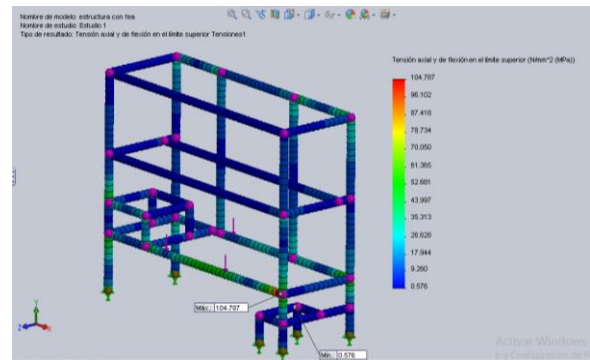 Nombre de modelo: estructura con tea
Nombre de estudio: Estudio 1
Tipo de resultado: Tensión axial y de flexión en el límite superior Tensiones1
Tensión axial y de flexión en el límite superior (N/mm^2 (MPa))
104.787
96.102
87.418
78.734
70.050
61.365
52.681
43.997
35.313
26.628
17.944
9.260
0.576
Máx.: 104.787
Mín.: 0.576
Y
X
Z
Activar Windows
Ir a Configuración de P